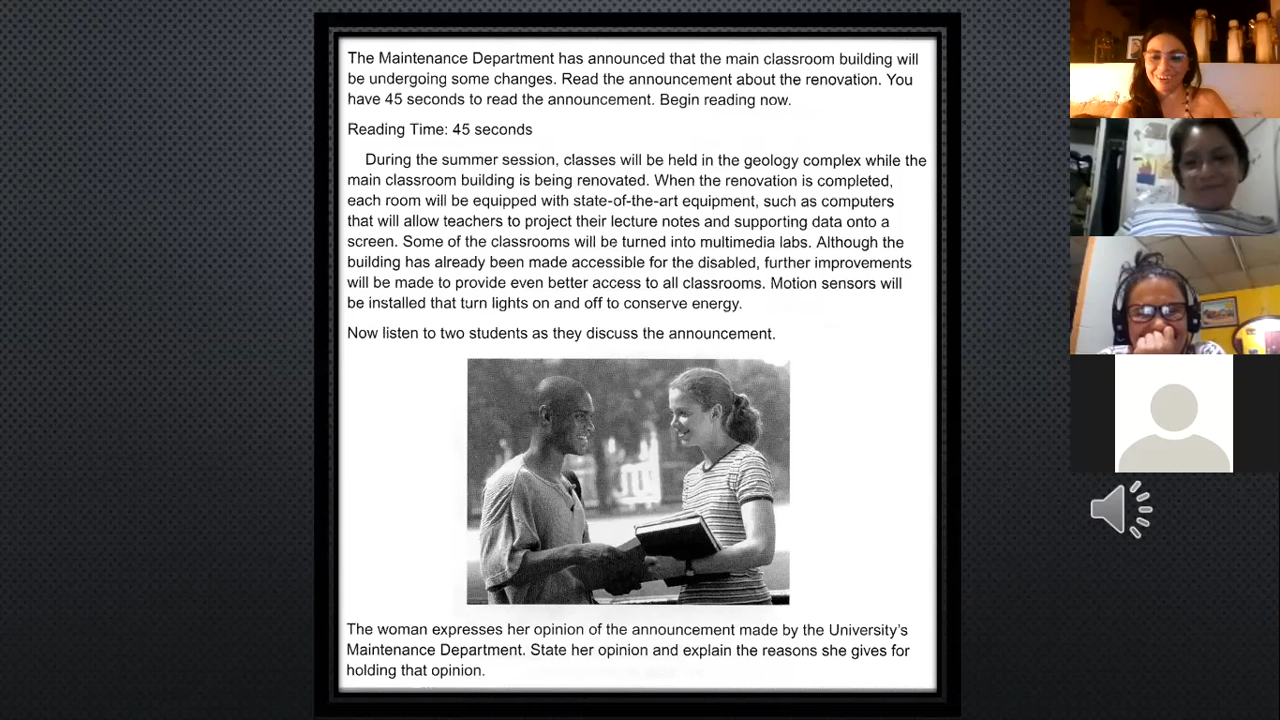 The Maintenance Department has announced that the main classroom building will
be undergoing some changes. Read the announcement about the renovation. You
have 45 seconds to read the announcement. Begin reading now.
Reading Time: 45 seconds
During the summer session, classes will be held in the geology complex while the
main classroom building is being renovated. When the renovation is completed,
each room will be equipped with state-of-the-art equipment, such as computers
that will allow teachers to project their lecture notes and supporting data onto a
screen. Some of the classrooms will be turned into multimedia labs. Although the
building has already been made accessible for the disabled, further improvements
will be made to provide even better access to all classrooms. Motion sensors will
be installed that turn lights on and off to conserve energy.
Now listen to two students as they discuss the announcement.
The woman expresses her opinion of the announcement made by the University's
Maintenance Department. State her opinion and explain the reasons she gives for
holding that opinion.